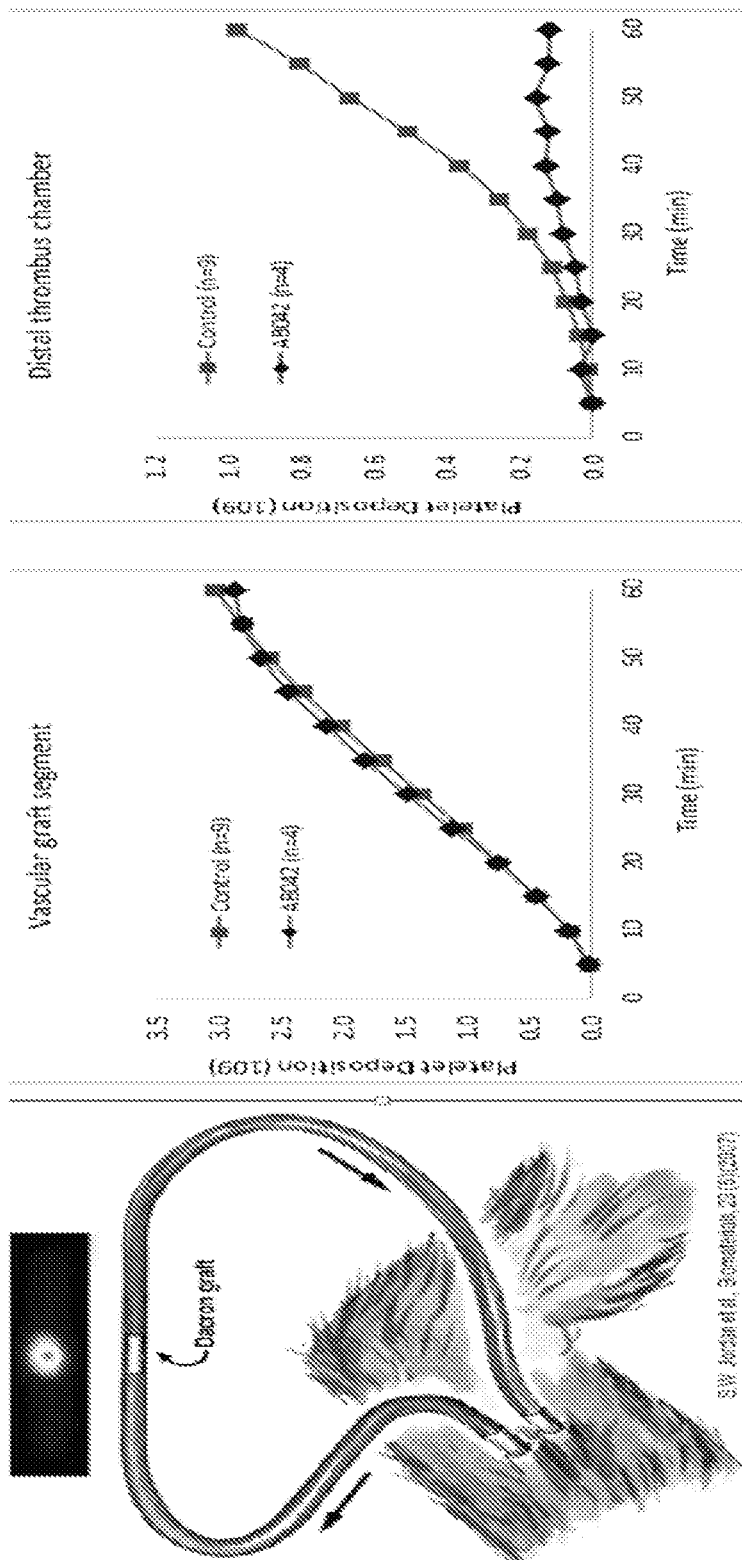 Dacron graft
S.W. Jordan et al., Biomaterials, (2007)
Vascular graft segment
Control (n=9)
AB042 (n=4)
Platelet Deposition (109)
3.5
3.0
2.5
2.0
1.5
1.0
0.5
0.0
0 10 20 30 40 50 60
Time (min)
Distal thrombus chamber
Control (n=9)
AB042 (n=4)
Platelet Deposition (109)
1.2
1.0
0.8
0.6
0.4
0.2
0.0
0 10 20 30 40 50 60
Time (min)